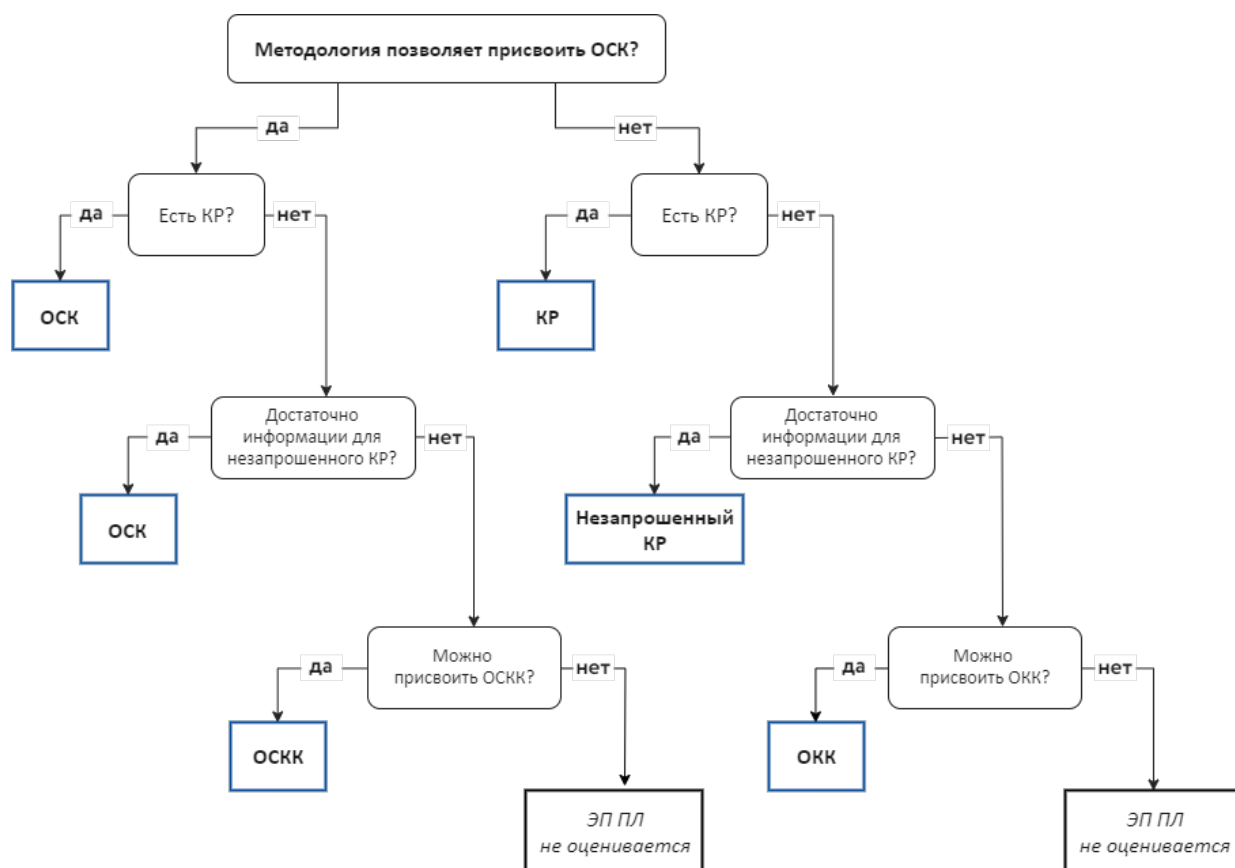 Методология позволяет присвоить ОСК?
да
нет
Есть КР?
Есть КР?
да
нет
да
нет
ОСК
КР
Достаточно
информации для
незапрошенного КР?
Достаточно
информации для
незапрошенного КР?
да
нет
да
нет
ОСК
Незапрошенный
КР
Можно
присвоить ОСКК?
Можно
присвоить ОКК?
да
нет
да
нет
ОСКК
ОКК
ЭП ПЛ
не оценивается
ЭП ПЛ
не оценивается